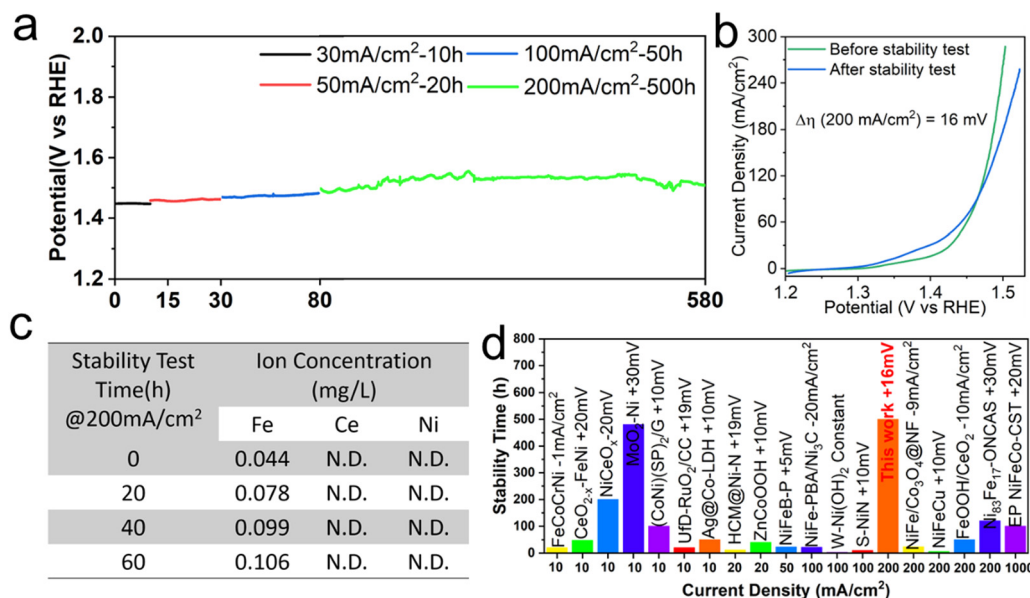 a
2.0
1.8
1.6
1.4
1.2
Potential(V vs RHE)
30mA/cm²-10h
100mA/cm²-50h
50mA/cm²-20h
200mA/cm²-500h
0
15
30
80
580
b
300
240
180
120
60
0
Current Density (mA/cm²)
Before stability test
After stability test
Δη (200 mA/cm²) = 16 mV
1.2
1.3
1.4
1.5
Potential (V vs RHE)
c
Stability Test Time(h) @200mA/cm²
Ion Concentration (mg/L)
Fe Ce Ni
0 0.044 N.D. N.D.
20 0.078 N.D. N.D.
40 0.099 N.D. N.D.
60 0.106 N.D. N.D.
d
800
700
600
500
400
300
200
100
0
Stability Time (h)
FeCoCrNi -1mA/cm²
CeO₂₋ₓ-FeNi +20mV
NiCeOₓ-20mV
MoO₂-Ni +30mV
(CoNi)(SP)₂/G +10mV
UfD-RuO₂/CC +19mV
Ag@Co-LDH +10mV
HCM@Ni-N +19mV
ZnCoOOH +10mV
NiFeB-P +5mV
NiFe-PBA/Ni₃C -20mA/cm²
W-Ni(OH)₂ Constant
S-NiN +10mV
This work +16mV
NiFe/Co₃O₄@NF -9mA/cm²
NiFeCu +10mV
FeOOH/CeO₂ -10mA/cm²
Ni₈₃Fe₁₇-ONCAS +30mV
EP NiFeCo-CST +20mV
10 10 10 10 10 10 10 20 20 50 100 100 100 200 200 200 200 200 1000
Current Density (mA/cm²)